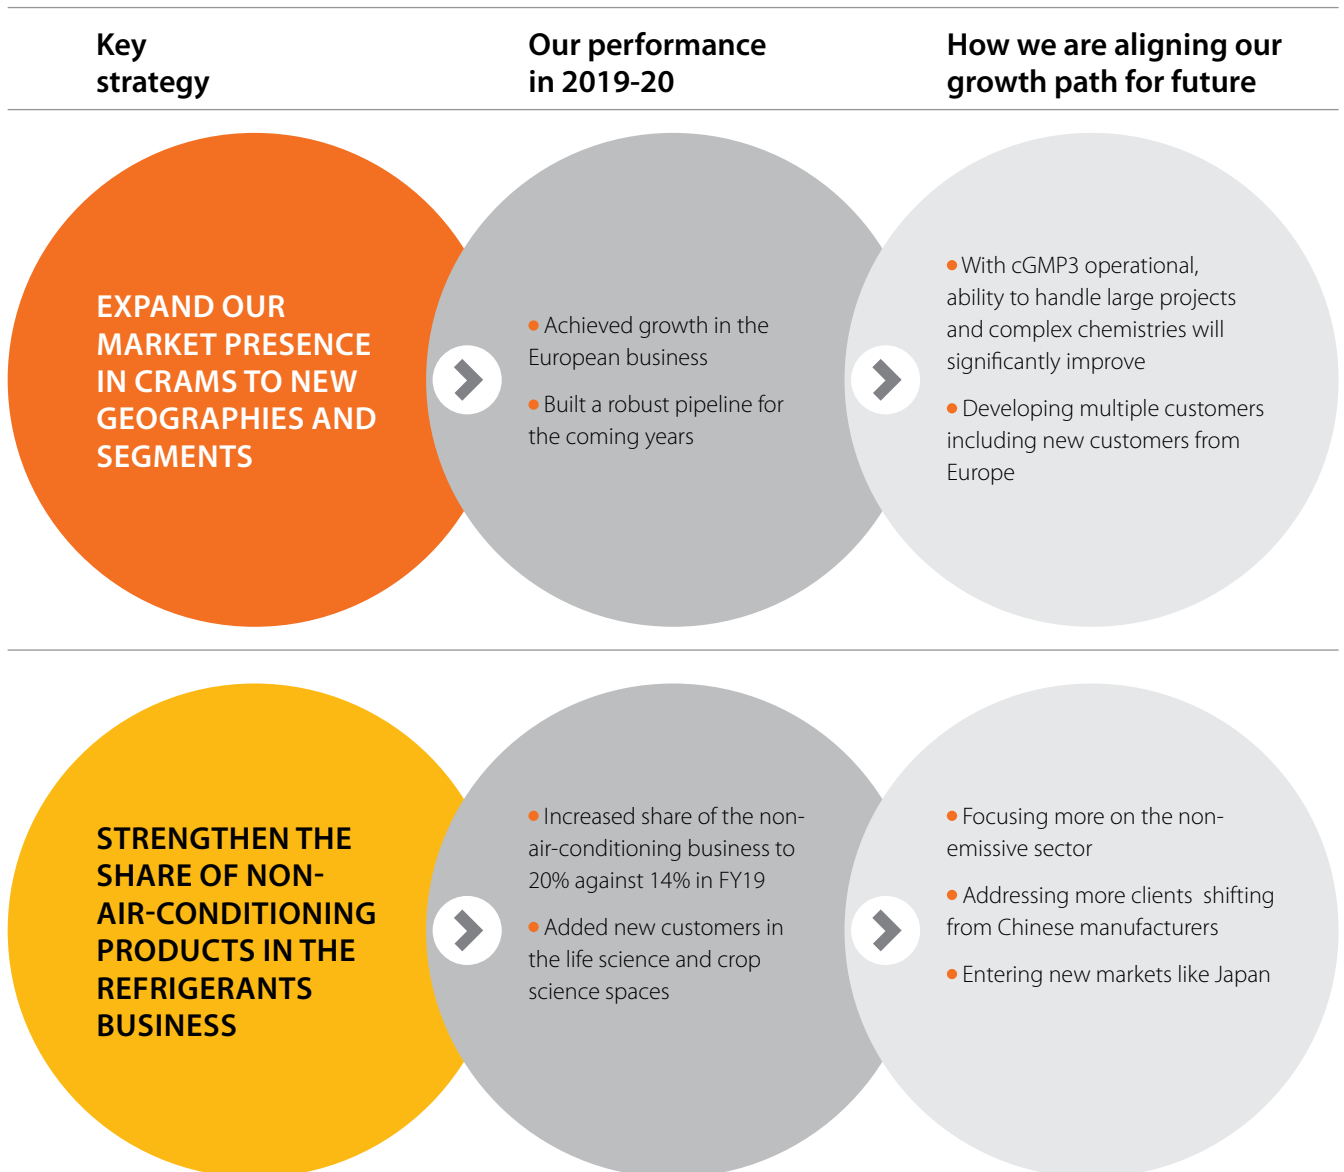 Key
strategy
Our performance
in 2019-20
How we are aligning our
growth path for future
EXPAND OUR
MARKET PRESENCE
IN CRAMS TO NEW
GEOGRAPHIES AND
SEGMENTS
• Achieved growth in the
European business
• Built a robust pipeline for
the coming years
• With cGMP3 operational,
ability to handle large projects
and complex chemistries will
significantly improve
• Developing multiple customers
including new customers from
Europe
STRENGTHEN THE
SHARE OF NON-
AIR-CONDITIONING
PRODUCTS IN THE
REFRIGERANTS
BUSINESS
• Increased share of the non-
air-conditioning business to
20% against 14% in FY19
• Added new customers in
the life science and crop
science spaces
• Focusing more on the non-
emissive sector
• Addressing more clients shifting
from Chinese manufacturers
• Entering new markets like Japan